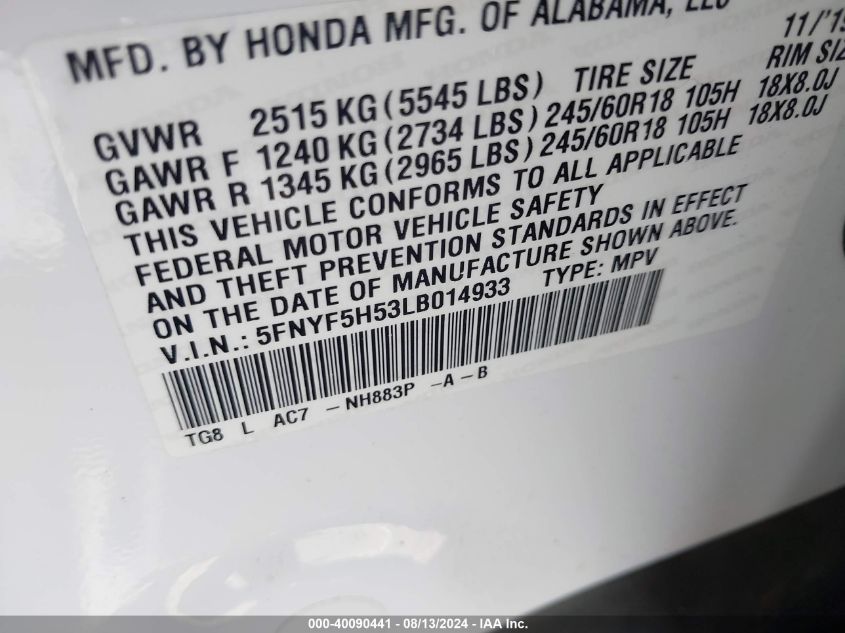 MFD. BY HONDA MFG. OF ALABAMA, LLC
11/'19
GVWR 2515 KG (5545 LBS) TIRE SIZE RIM SIZE
GAWR F 1240 KG (2734 LBS) 245/60R18 105H 18X8.0J
GAWR R 1345 KG (2965 LBS) 245/60R18 105H 18X8.0J
THIS VEHICLE CONFORMS TO ALL APPLICABLE
FEDERAL MOTOR VEHICLE SAFETY
AND THEFT PREVENTION STANDARDS IN EFFECT
ON THE DATE OF MANUFACTURE SHOWN ABOVE.
V.I.N.: 5FNYF5H53LB014933 TYPE: MPV
TG8 L AC7 -NH883P -A-B
000-40090441 - 08/13/2024 - IAA Inc.